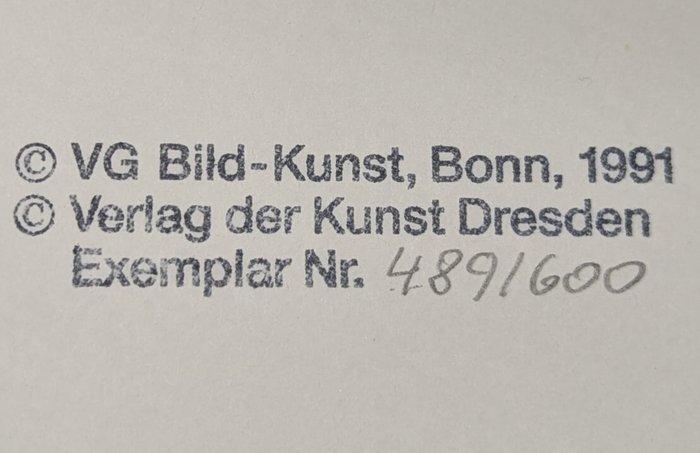 © VG Bild-Kunst, Bonn, 1991
© Verlag der Kunst Dresden
Exemplar Nr. 489/600